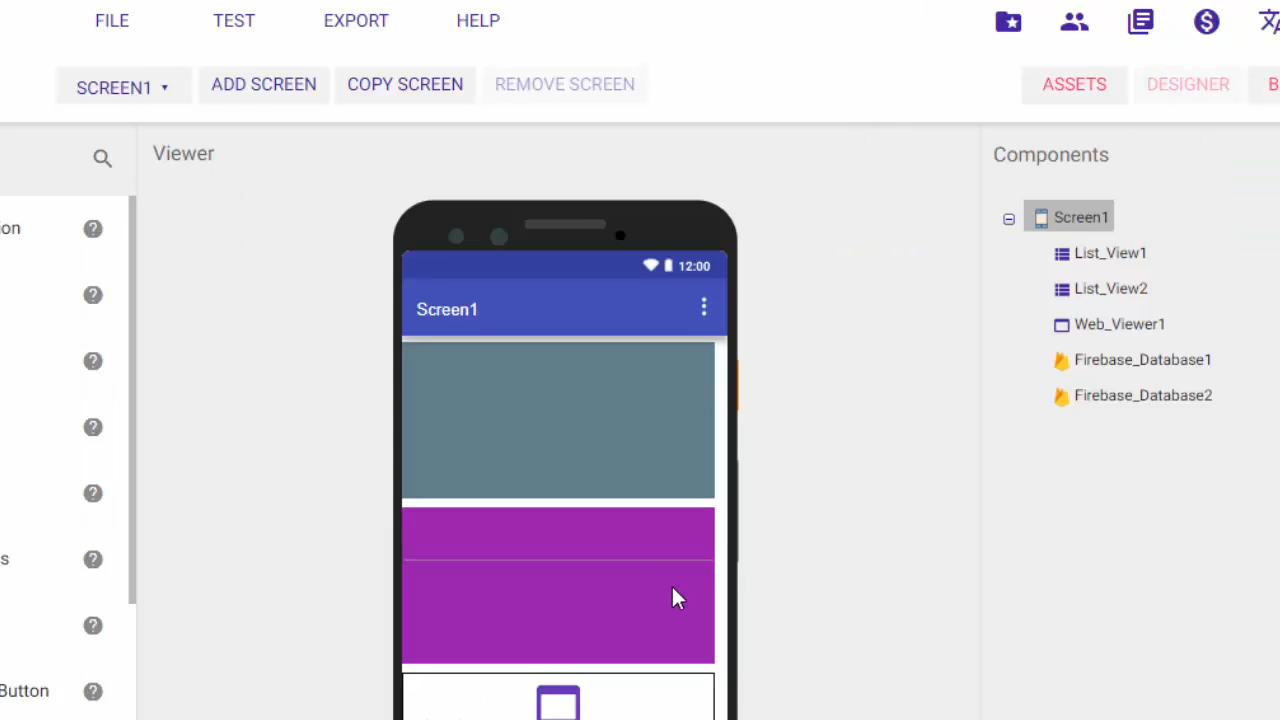 FILE TEST EXPORT HELP
SCREEN1 ADD SCREEN COPY SCREEN REMOVE SCREEN ASSETS DESIGNER B
Viewer
Components
ion
s
Button
12:00
Screen1
Screen1
List_View1
List_View2
Web_Viewer1
Firebase_Database1
Firebase_Database2